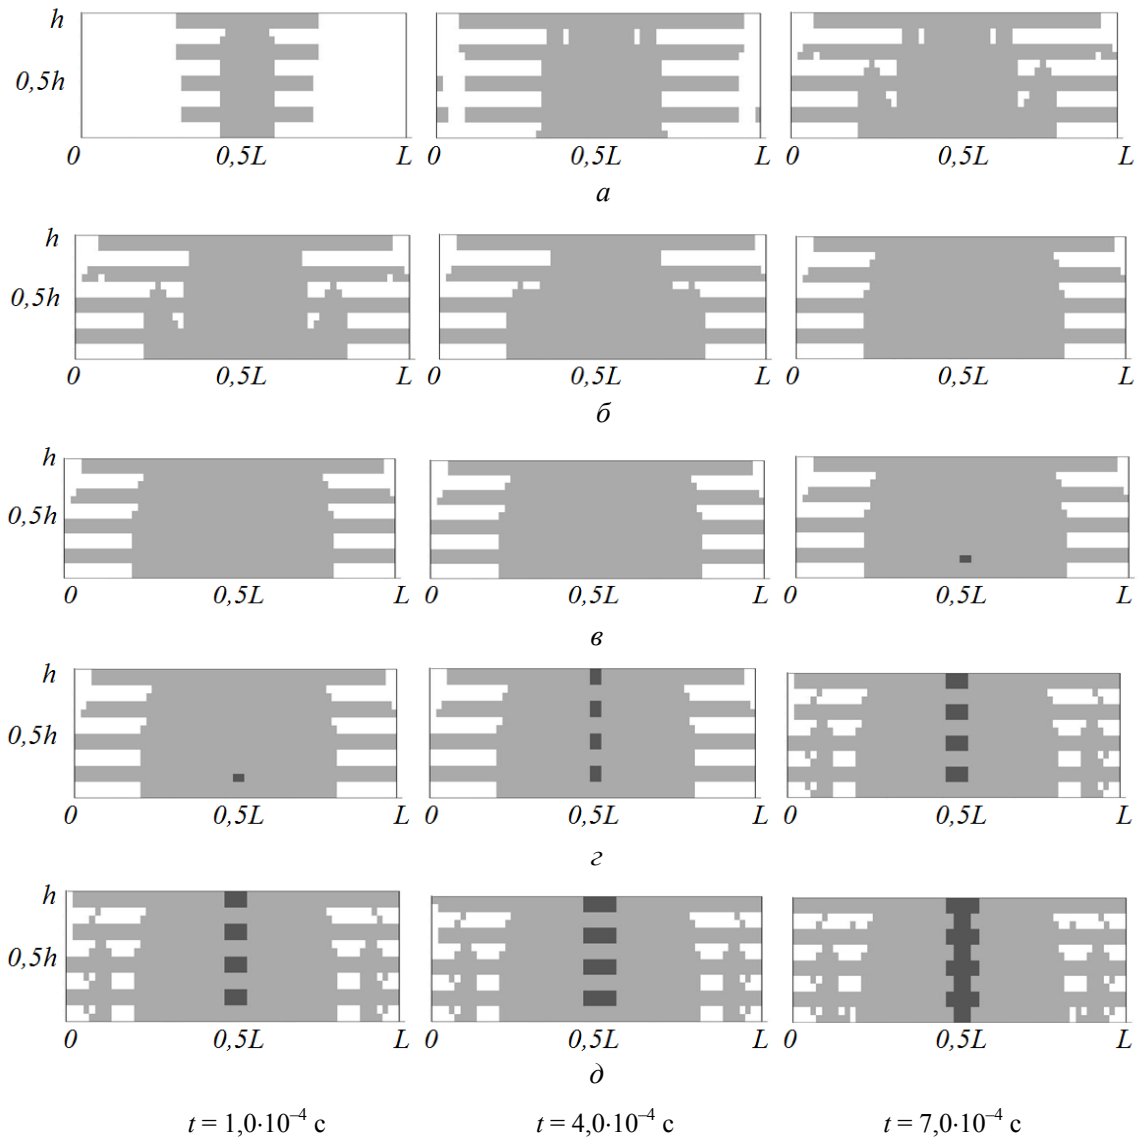 h
0,5h
0 0,5L L 0 0,5L L 0 0,5L L
а
h
0,5h
0 0,5L L 0 0,5L L 0 0,5L L
б
h
0,5h
0 0,5L L 0 0,5L L 0 0,5L L
в
h
0,5h
0 0,5L L 0 0,5L L 0 0,5L L
г
h
0,5h
0 0,5L L 0 0,5L L 0 0,5L L
д
t = 1,0·10⁻⁴ с t = 4,0·10⁻⁴ с t = 7,0·10⁻⁴ с